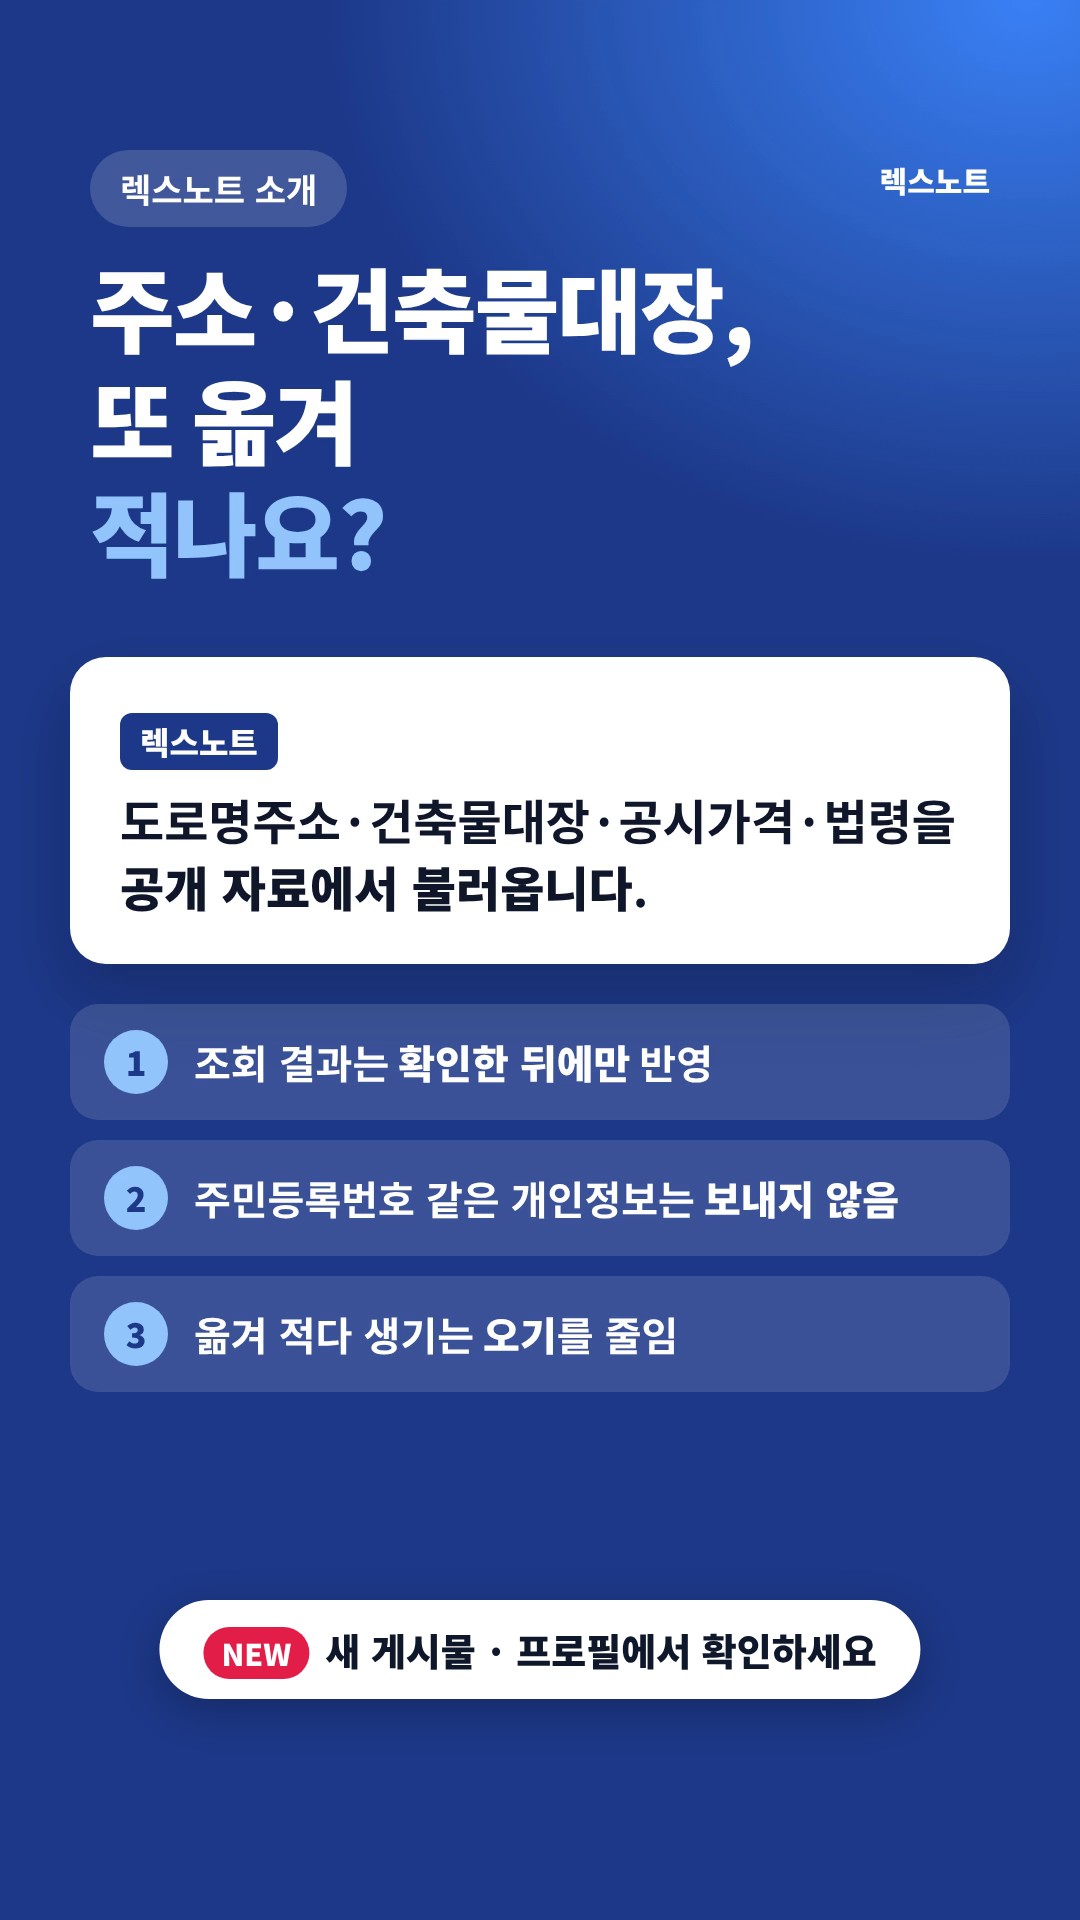 렉스노트 소개
렉스노트
주소·건축물대장,
또 옮겨
적나요?
렉스노트
도로명주소·건축물대장·공시가격·법령을
공개 자료에서 불러옵니다.
1 조회 결과는 확인한 뒤에만 반영
2 주민등록번호 같은 개인정보는 보내지 않음
3 옮겨 적다 생기는 오기를 줄임
NEW 새 게시물 · 프로필에서 확인하세요